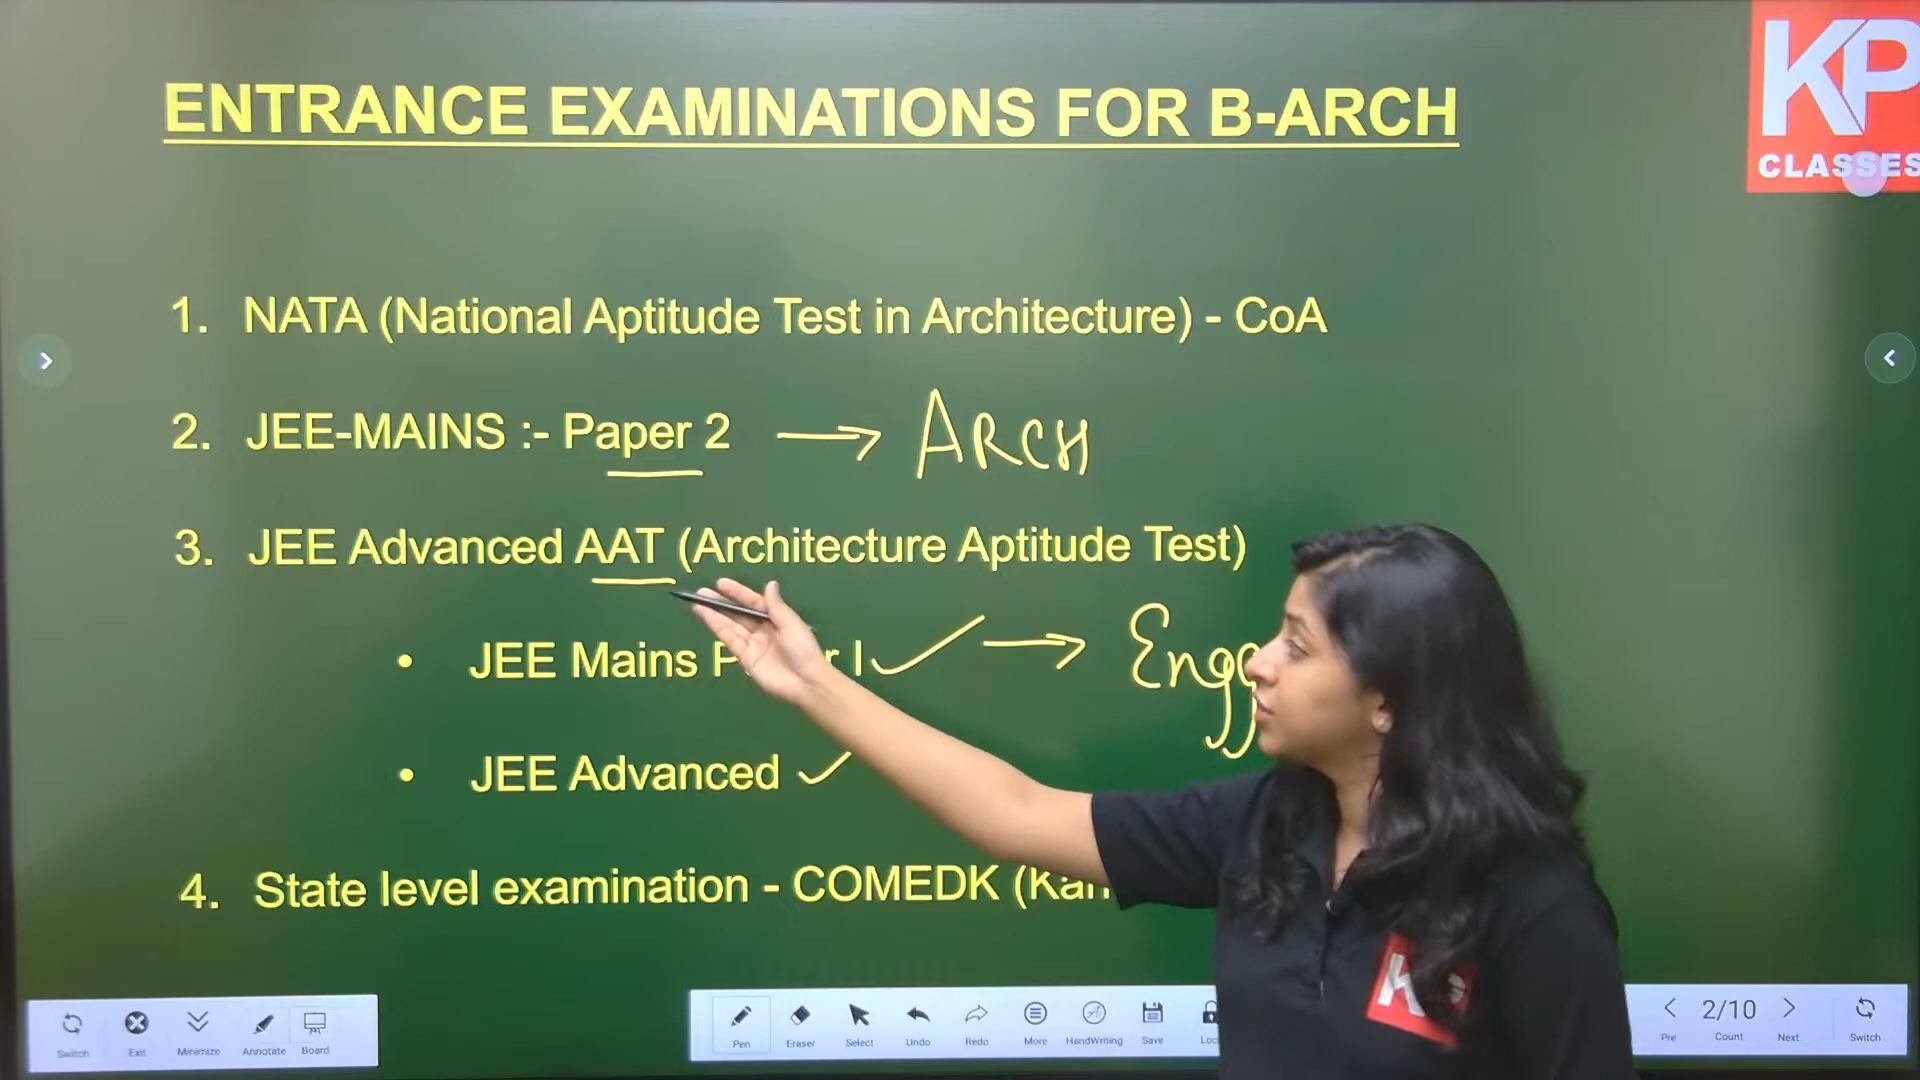 ENTRANCE EXAMINATIONS FOR B-ARCH
KP
CLASSES
1. NATA (National Aptitude Test in Architecture) - CoA
2. JEE-MAINS :- Paper 2 → ARCH
3. JEE Advanced AAT (Architecture Aptitude Test)
• JEE Mains I ✓ → Engg
• JEE Advanced ✓
4. State level examination - COMEDK
Switch Exit Minimize Annotate Board
Pen Eraser Select Undo Redo More HandWriting Save
2/10
Pre Count Next Switch